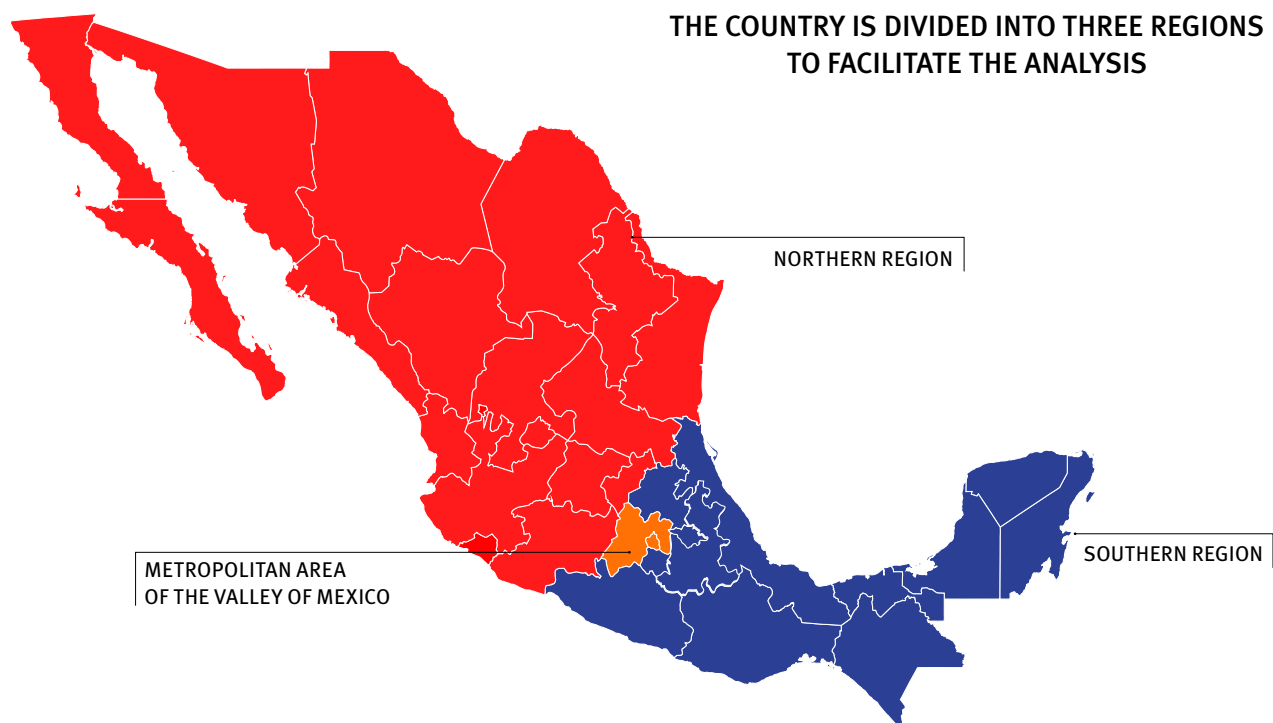 THE COUNTRY IS DIVIDED INTO THREE REGIONS
TO FACILITATE THE ANALYSIS
NORTHERN REGION
SOUTHERN REGION
METROPOLITAN AREA
OF THE VALLEY OF MEXICO